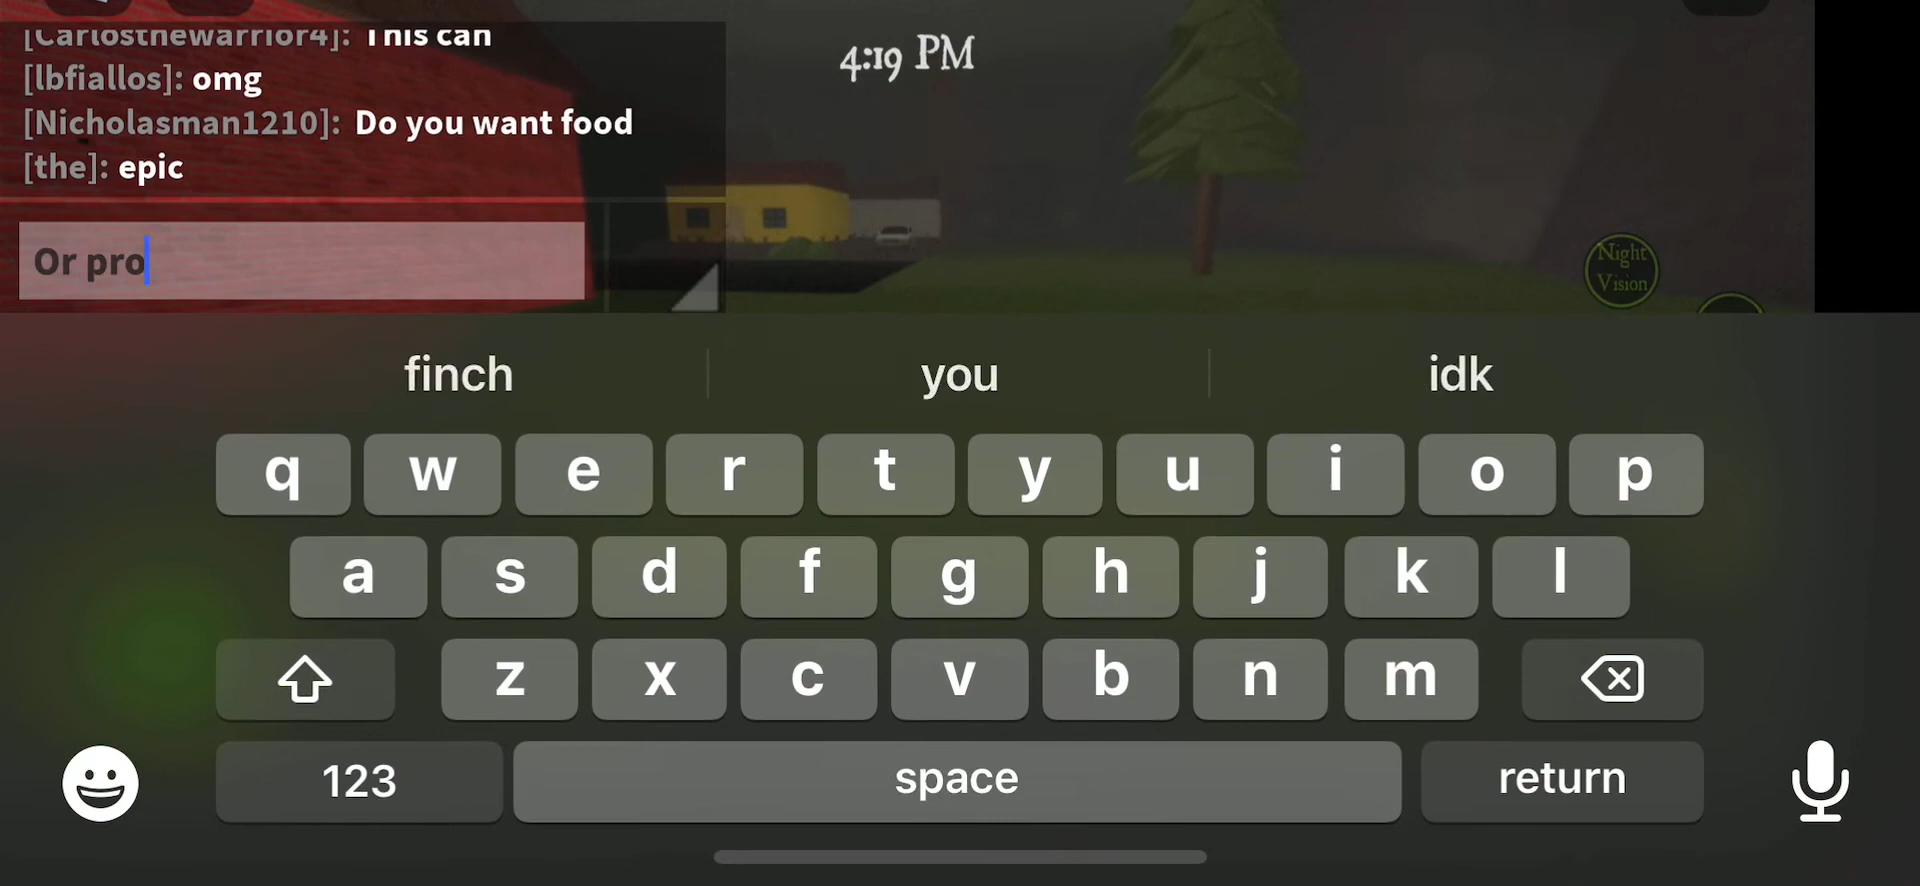 [Carlosthewarrior4]: This can
[lbfiallos]: omg
[Nicholasman1210]: Do you want food
[the]: epic
Or pro
4:19 PM
Night
Vision
finch you idk
q w e r t y u i o p
a s d f g h j k l
z x c v b n m
123 space return